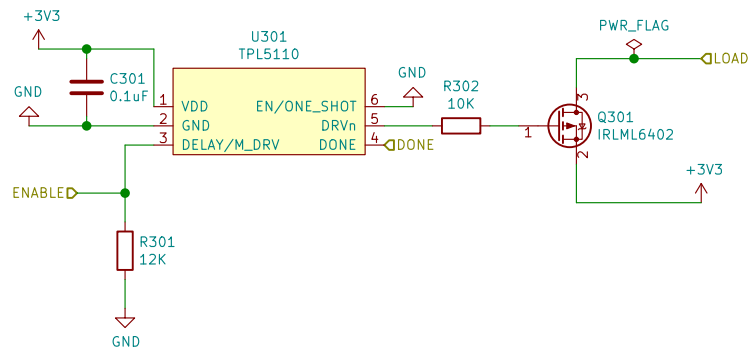 +3V3
U301
TPL5110
PWR_FLAG
LOAD
C301
0.1uF
GND
GND
R302
10K
3
Q301
IRLML6402
1
2
1
VDD
EN/ONE_SHOT
6
2
GND
DRVn
5
3
DELAY/M_DRV
DONE
4
DONE
+3V3
ENABLE
R301
12K
GND